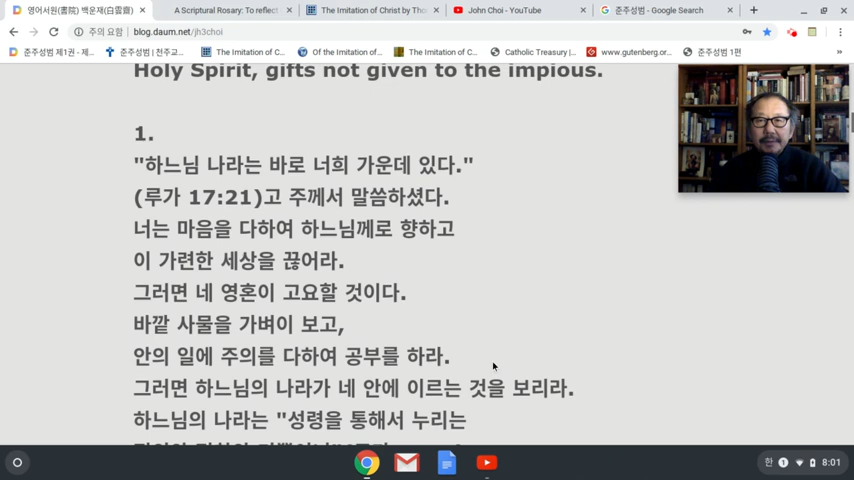 영어서원(書院) 백운재(白雲齋)
A Scriptural Rosary: To reflect
The Imitation of Christ by Tho
John Choi - YouTube
준주성범 - Google Search
주의 요함
blog.daum.net/jh3choi
준주성범 제1권 - 제...
준주성범 | 천주교...
The Imitation of C...
Of the Imitation of...
The Imitation of C...
Catholic Treasury |...
www.gutenberg.or...
준주성범 1편
Holy Spirit, gifts not given to the impious.
1.
"하느님 나라는 바로 너희 가운데 있다."
(루가 17:21)고 주께서 말씀하셨다.
너는 마음을 다하여 하느님께로 향하고
이 가련한 세상을 끊어라.
그러면 네 영혼이 고요할 것이다.
바깥 사물을 가벼이 보고,
안의 일에 주의를 다하여 공부를 하라.
그러면 하느님의 나라가 네 안에 이르는 것을 보리라.
하느님의 나라는 "성령을 통해서 누리는
한
1
8:01